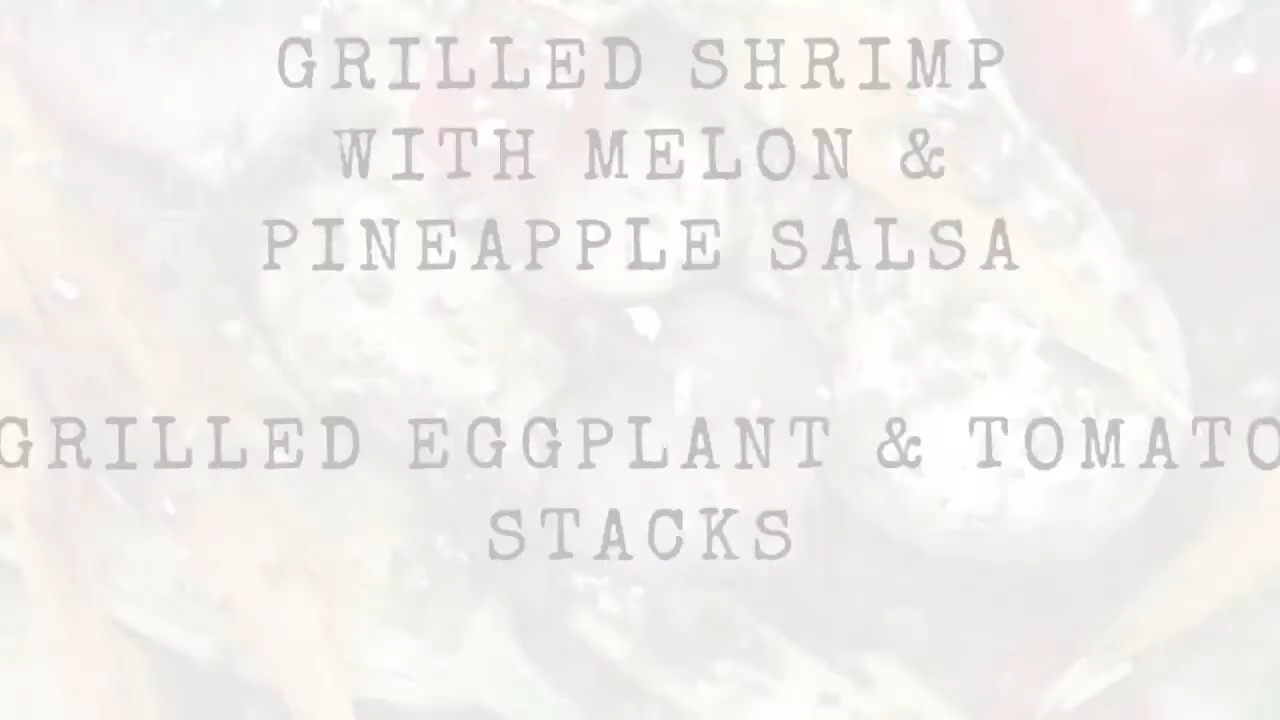 GRILLED SHRIMP
WITH MELON &
PINEAPPLE SALSA
GRILLED EGGPLANT & TOMATO
STACKS